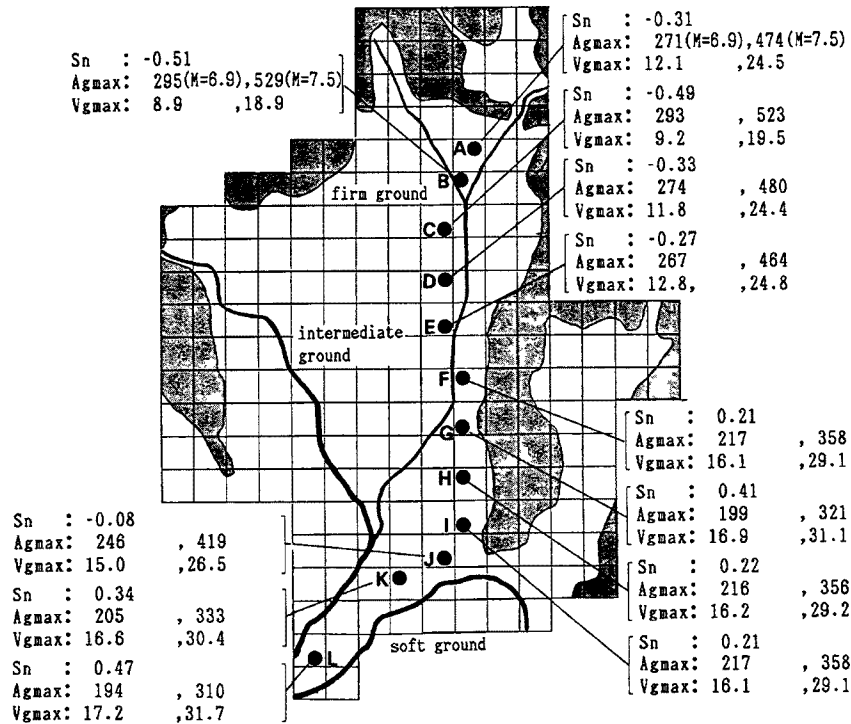 Sn : -0.51
Agmax: 295(M=6.9),529(M=7.5)
Vgmax: 8.9 ,18.9
Sn : -0.31
Agmax: 271(M=6.9),474(M=7.5)
Vgmax: 12.1 ,24.5
Sn : -0.49
Agmax: 293 , 523
Vgmax: 9.2 ,19.5
Sn : -0.33
Agmax: 274 , 480
Vgmax: 11.8 ,24.4
Sn : -0.27
Agmax: 267 , 464
Vgmax: 12.8, ,24.8
A
B
firm ground
C
D
E
intermediate
ground
F
G
H
I
J
K
L
soft ground
Sn : 0.21
Agmax: 217 , 358
Vgmax: 16.1 ,29.1
Sn : 0.41
Agmax: 199 , 321
Vgmax: 16.9 ,31.1
Sn : 0.22
Agmax: 216 , 356
Vgmax: 16.2 ,29.2
Sn : 0.21
Agmax: 217 , 358
Vgmax: 16.1 ,29.1
Sn : -0.08
Agmax: 246 , 419
Vgmax: 15.0 ,26.5
Sn : 0.34
Agmax: 205 , 333
Vgmax: 16.6 ,30.4
Sn : 0.47
Agmax: 194 , 310
Vgmax: 17.2 ,31.7